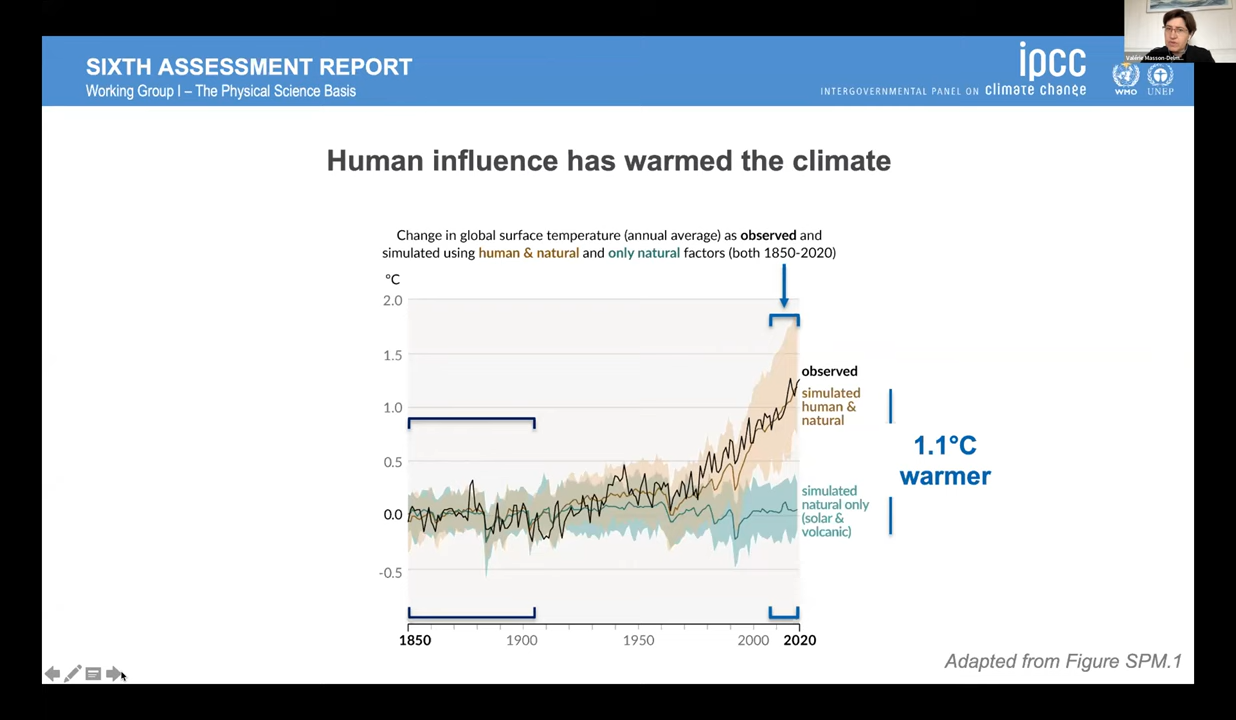 SIXTH ASSESSMENT REPORT
Working Group I – The Physical Science Basis
ipcc
INTERGOVERNMENTAL PANEL ON climate change
WMO
UNEP
Valérie Masson-Delm...
Human influence has warmed the climate
Change in global surface temperature (annual average) as observed and
simulated using human & natural and only natural factors (both 1850-2020)
°C
2.0
1.5
1.0
0.5
0.0
-0.5
observed
simulated
human &
natural
simulated
natural only
(solar &
volcanic)
1.1°C
warmer
1850
1900
1950
2000
2020
Adapted from Figure SPM.1